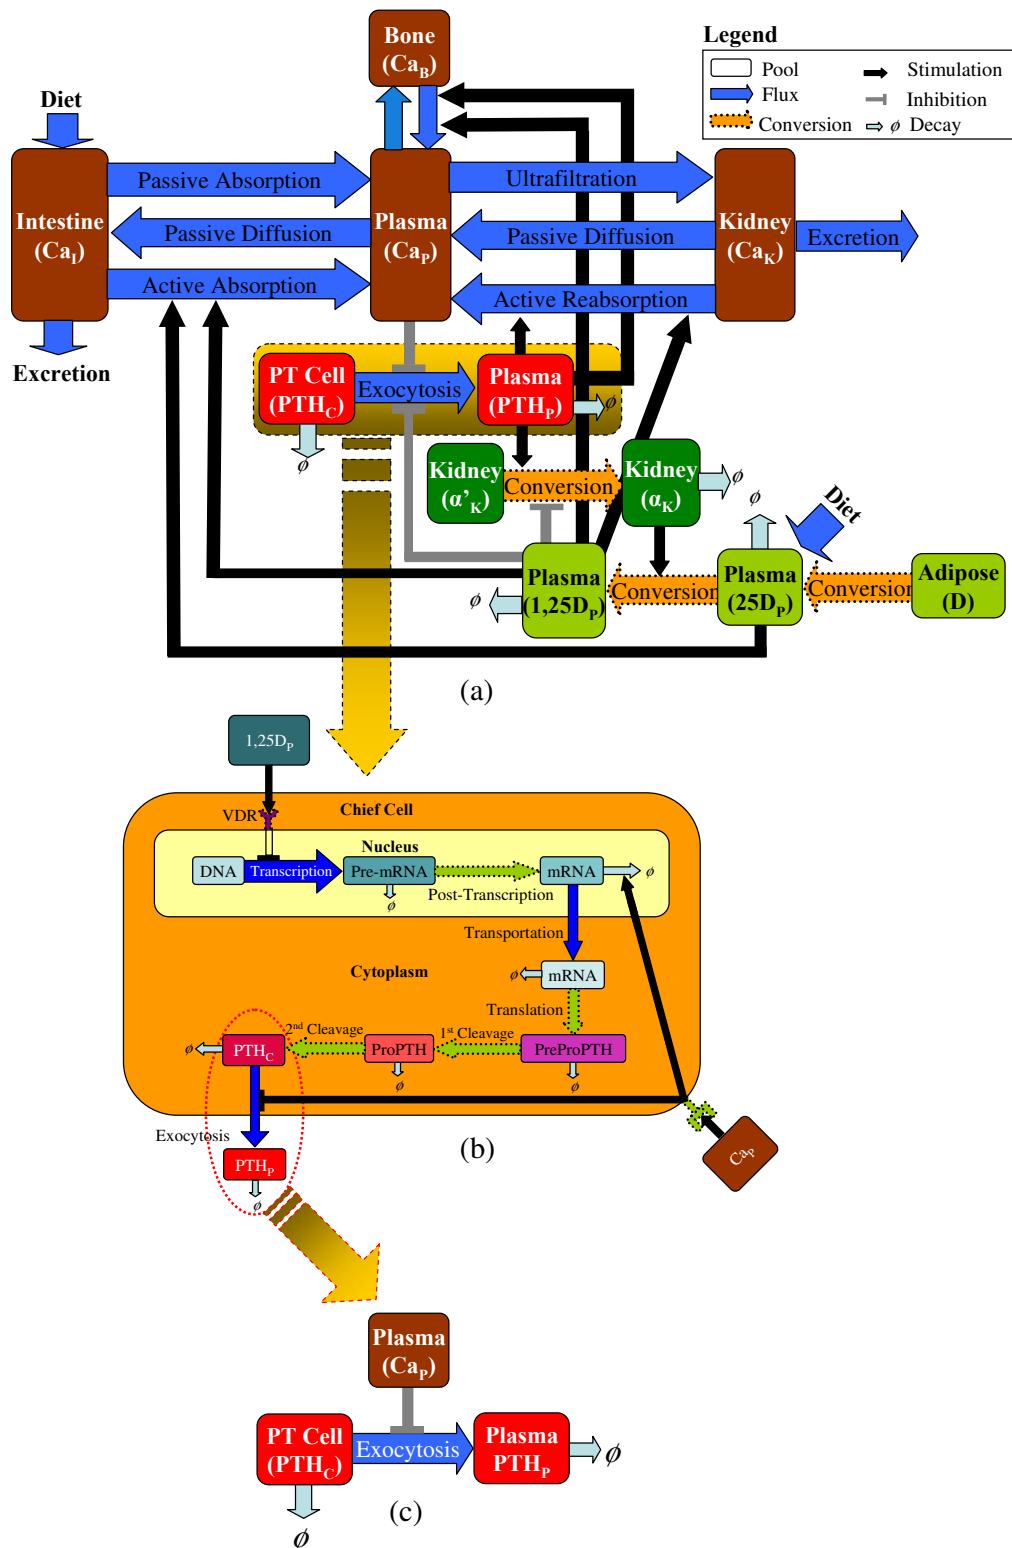 Bone
(Ca_B)
Legend
Pool
Stimulation
Flux
Inhibition
Conversion
ϕ Decay
Diet
Intestine
(Ca_I)
Passive Absorption
Passive Diffusion
Active Absorption
Plasma
(Ca_P)
Ultrafiltration
Passive Diffusion
Active Reabsorption
Kidney
(Ca_K)
Excretion
Excretion
PT Cell
(PTH_C)
Exocytosis
Plasma
(PTH_P)
ϕ
ϕ
Kidney
(α'_K)
Conversion
Kidney
(α_K)
ϕ
ϕ
Diet
Plasma
(1,25D_P)
ϕ
Conversion
Plasma
(25D_P)
Conversion
Adipose
(D)
(a)
1,25D_P
VDR
Chief Cell
Nucleus
DNA
Transcription
Pre-mRNA
ϕ
Post-Transcription
mRNA
ϕ
Transportation
Cytoplasm
ϕ
mRNA
Translation
2nd Cleavage
1st Cleavage
ϕ
PTH_C
ProPTH
PreProPTH
ϕ
ϕ
Exocytosis
PTH_P
ϕ
Ca_P
(b)
Plasma
(Ca_P)
PT Cell
(PTH_C)
Exocytosis
Plasma
PTH_P
ϕ
ϕ
(c)